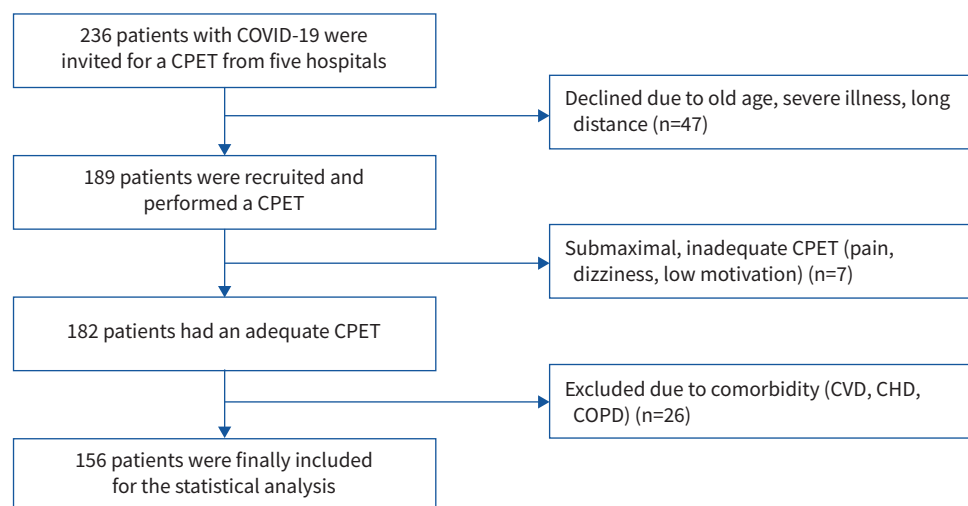 236 patients with COVID-19 were
invited for a CPET from five hospitals
Declined due to old age, severe illness, long
distance (n=47)
189 patients were recruited and
performed a CPET
Submaximal, inadequate CPET (pain,
dizziness, low motivation) (n=7)
182 patients had an adequate CPET
Excluded due to comorbidity (CVD, CHD,
COPD) (n=26)
156 patients were finally included
for the statistical analysis